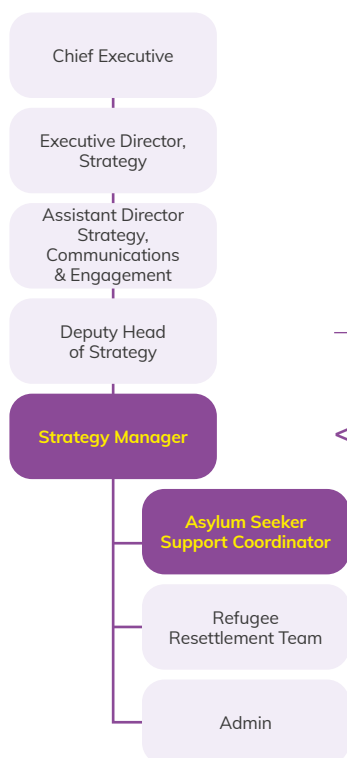 Chief Executive
Executive Director,
Strategy
Assistant Director
Strategy,
Communications
& Engagement
Deputy Head
of Strategy
Strategy Manager
Asylum Seeker
Support Coordinator
Refugee
Resettlement Team
Admin